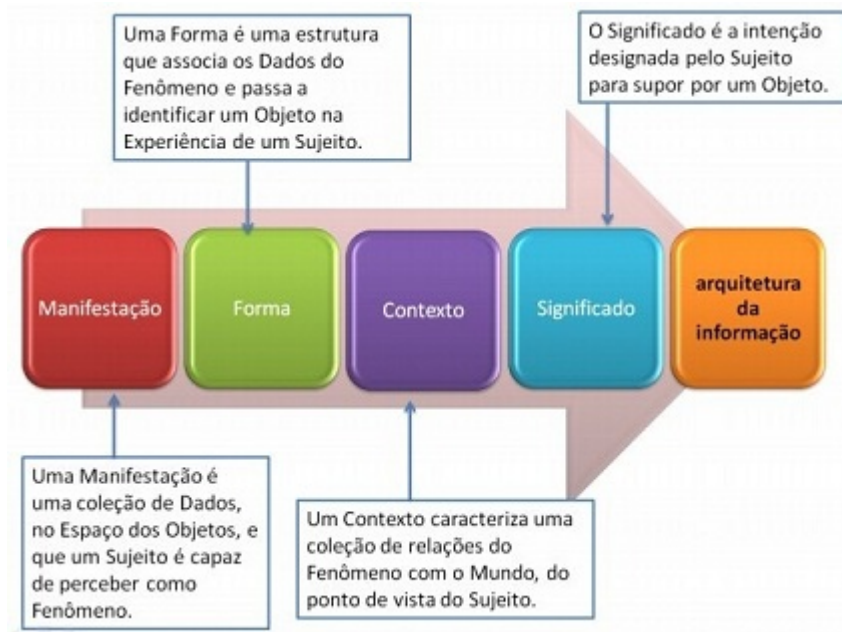 Uma Forma é uma estrutura
que associa os Dados do
Fenômeno e passa a
identificar um Objeto na
Experiência de um Sujeito.
O Significado é a intenção
designada pelo Sujeito
para supor por um Objeto.
Manifestação
Forma
Contexto
Significado
arquitetura
da
informação
Uma Manifestação é
uma coleção de Dados,
no Espaço dos Objetos, e
que um Sujeito é capaz
de perceber como
Fenômeno.
Um Contexto caracteriza uma
coleção de relações do
Fenômeno com o Mundo, do
ponto de vista do Sujeito.